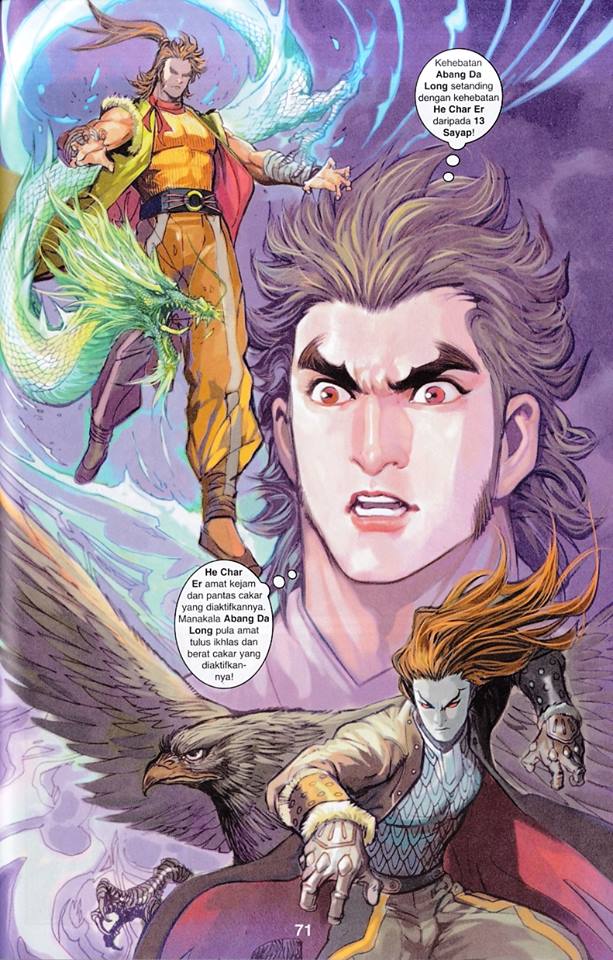 Kehebatan
Abang Da
Long setanding
dengan kehebatan
He Char Er
daripada 13
Sayap!
He Char
Er amat kejam
dan pantas cakar
yang diaktifkannya.
Manakala Abang Da
Long pula amat
tulus ikhlas dan
berat cakar yang
diaktifkan-
nya!
71